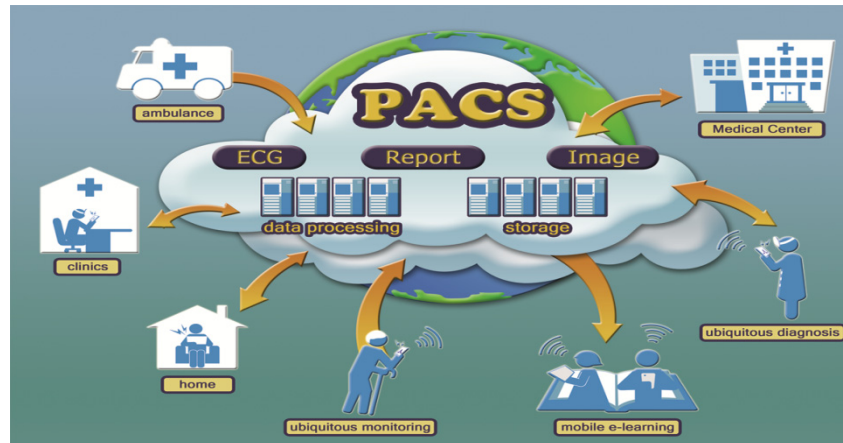 PACS
ambulance
Medical Center
ECG
Report
Image
data processing
storage
clinics
ubiquitous diagnosis
home
ubiquitous monitoring
mobile e-learning